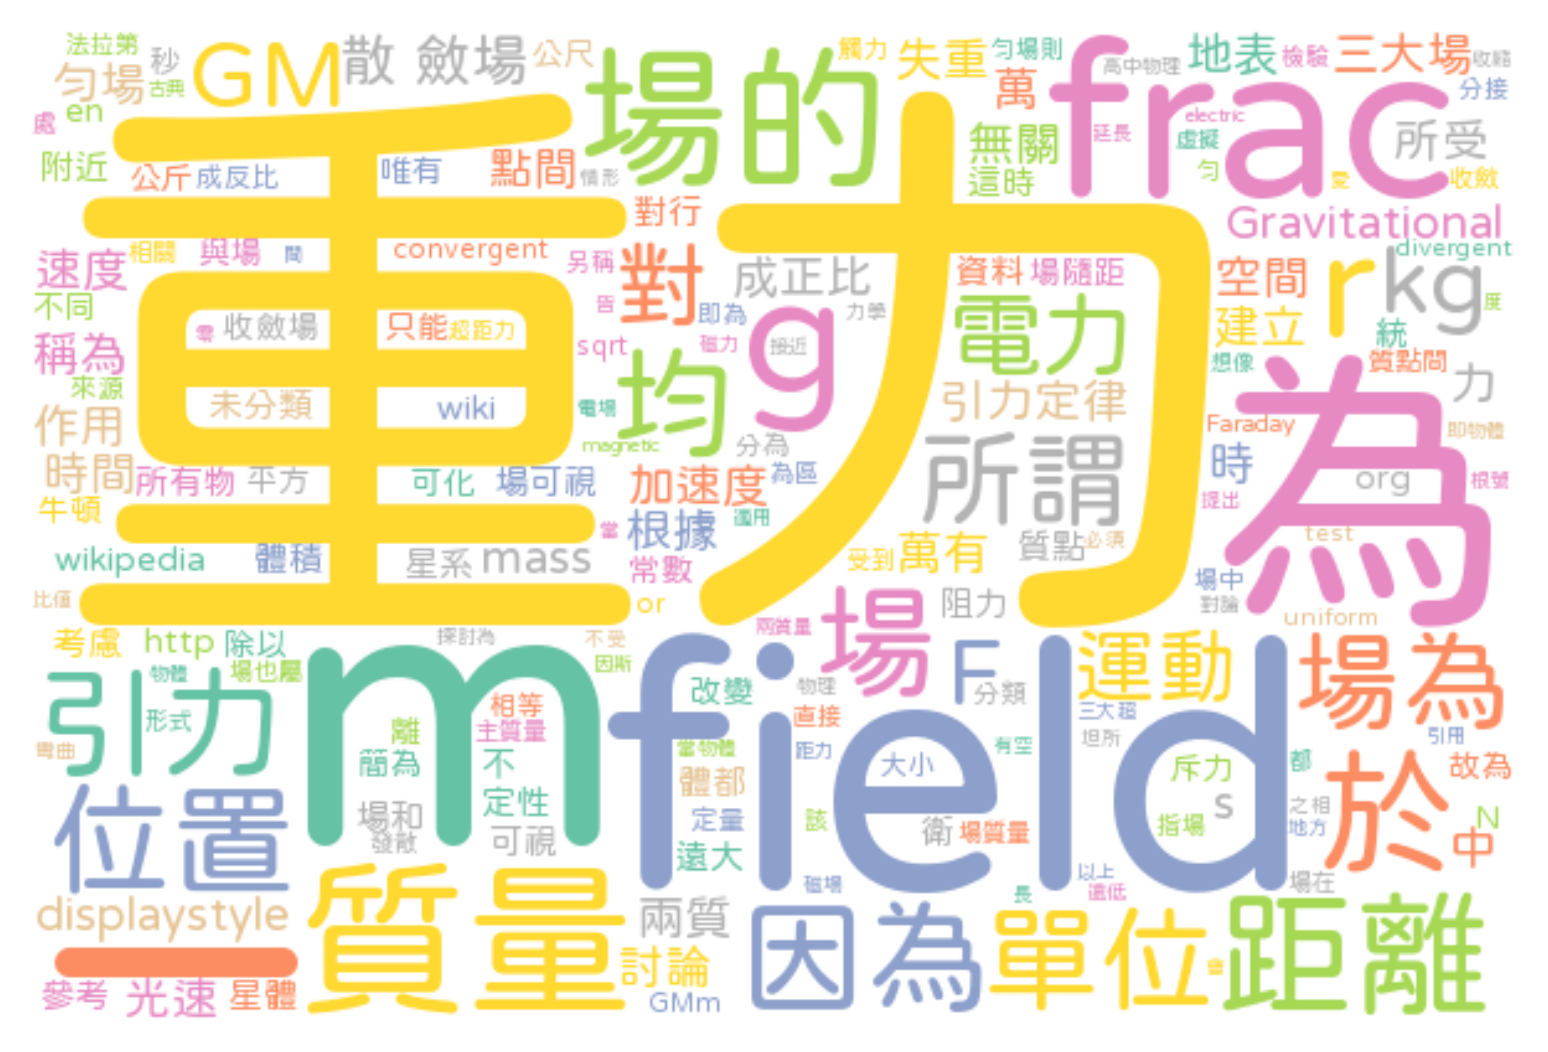 法拉第
秒
勻場
古典
GM
散 斂場
公尺
場的
觸力
失重
勻場則
萬
frac
高中物理
地表
檢驗
三大場
分接
en
處
附近
公斤
成反比
唯有
點間
情形
重力
無關
這時
延長
electric
虛擬
勻
所受
收斂
愛
Gravitational
divergent
速度
相關
與場
間
convergent
對行
另稱
對
成正比
資料
場隨距
空間
r
kg
度
不同
零
收斂場
只能
超距力
皆
即為
g
力學
電力
建立
統
稱為
sqrt
磁力
接近
想像
質點間
來源
未分類
wiki
電場
均
引力定律
力
為
作用
magnetic
分為
所謂
Faraday
即物體
時間
所有物
平方
可化
場可視
加速度
為區
時
org
根號
牛頓
當
根據
適用
提出
wikipedia
體積
星系
mass
常數
受到
萬有
質點
必須
test
場中
比值
or
場
阻力
對論
uniform
考慮
http
除以
探討為
不受
兩質量
field
F
運動
場為
引力
物體
場也屬
m
因斯
改變
物理
分類
形式
相等
直接
三大超
彎曲
離
主質量
當物體
距力
有空
坦所
引用
簡為
不
體都
大小
斥力
都
於
故為
位置
定性
場和
定量
該
衛
場質量
指場
s
之相
地方
N
中
發散
可視
遠大
磁場
以上
長
遠低
場在
displaystyle
質量
兩質
因為
單位
距離
討論
會
參考
光速
星體
GMm